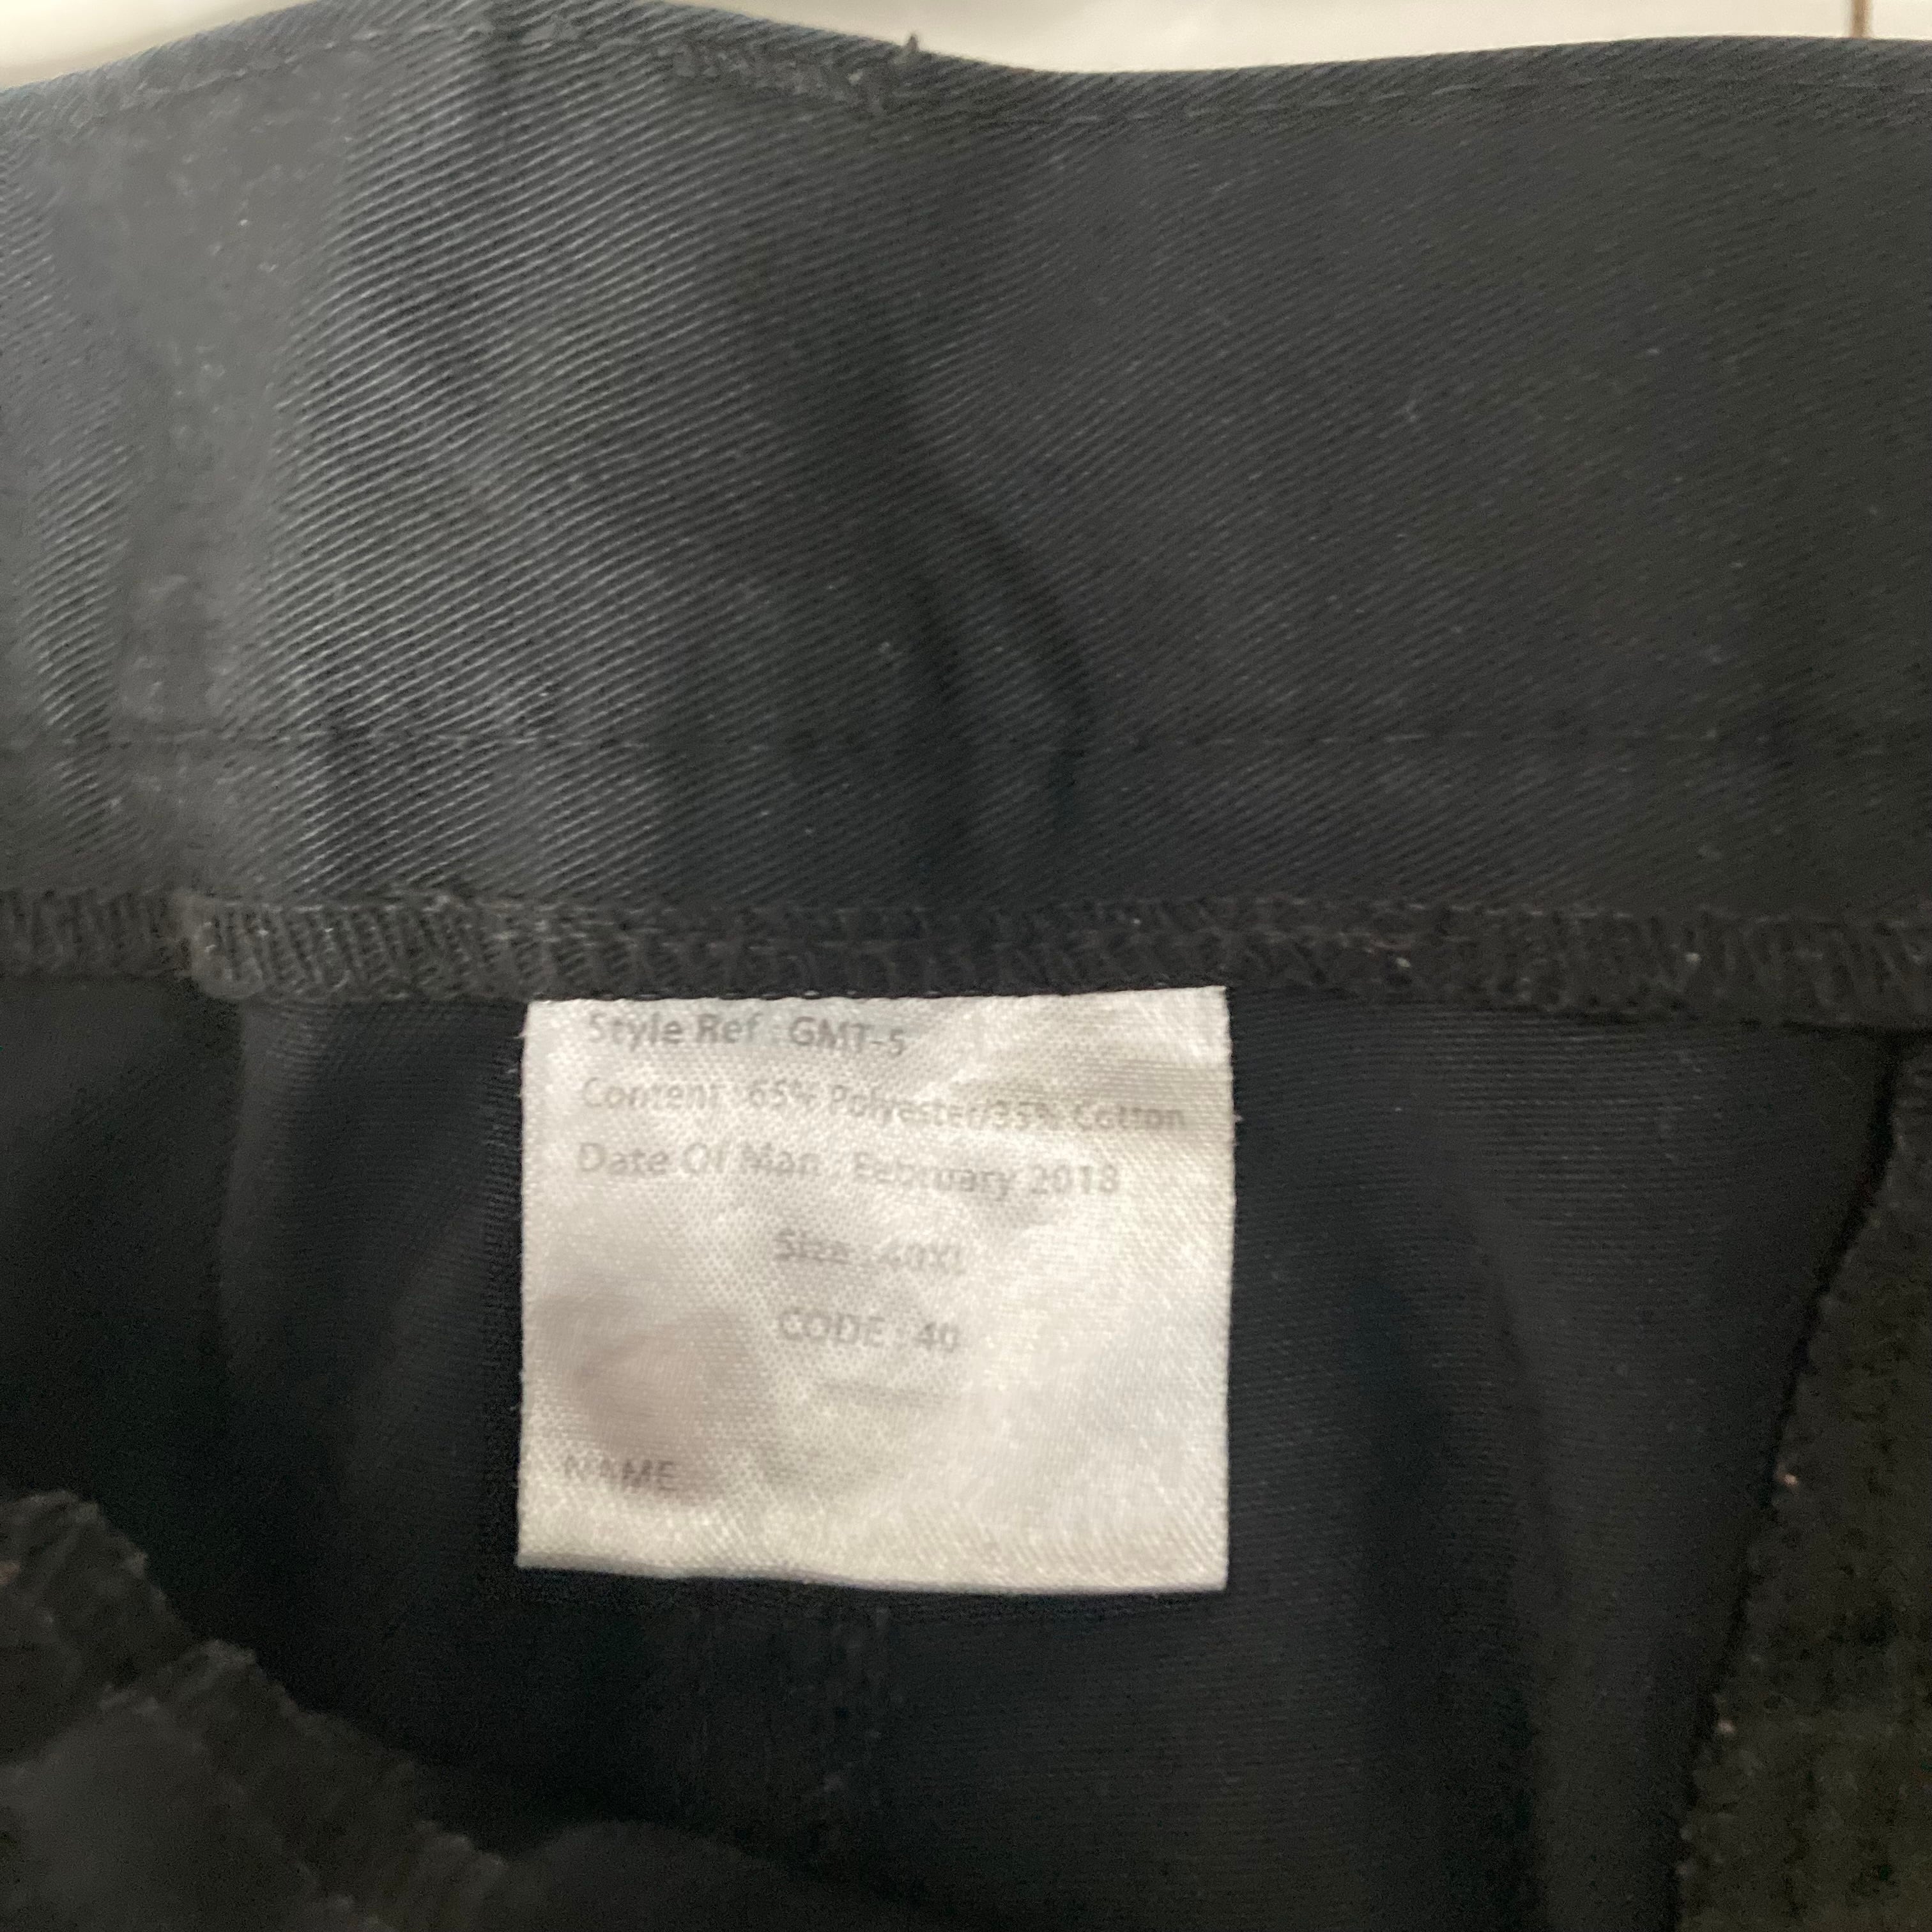 Style Ref : GMT-5
Content : 65% Polyester/35% Cotton
Date Of Man : February 2018
Size : 40XL
CODE : 40
NAME